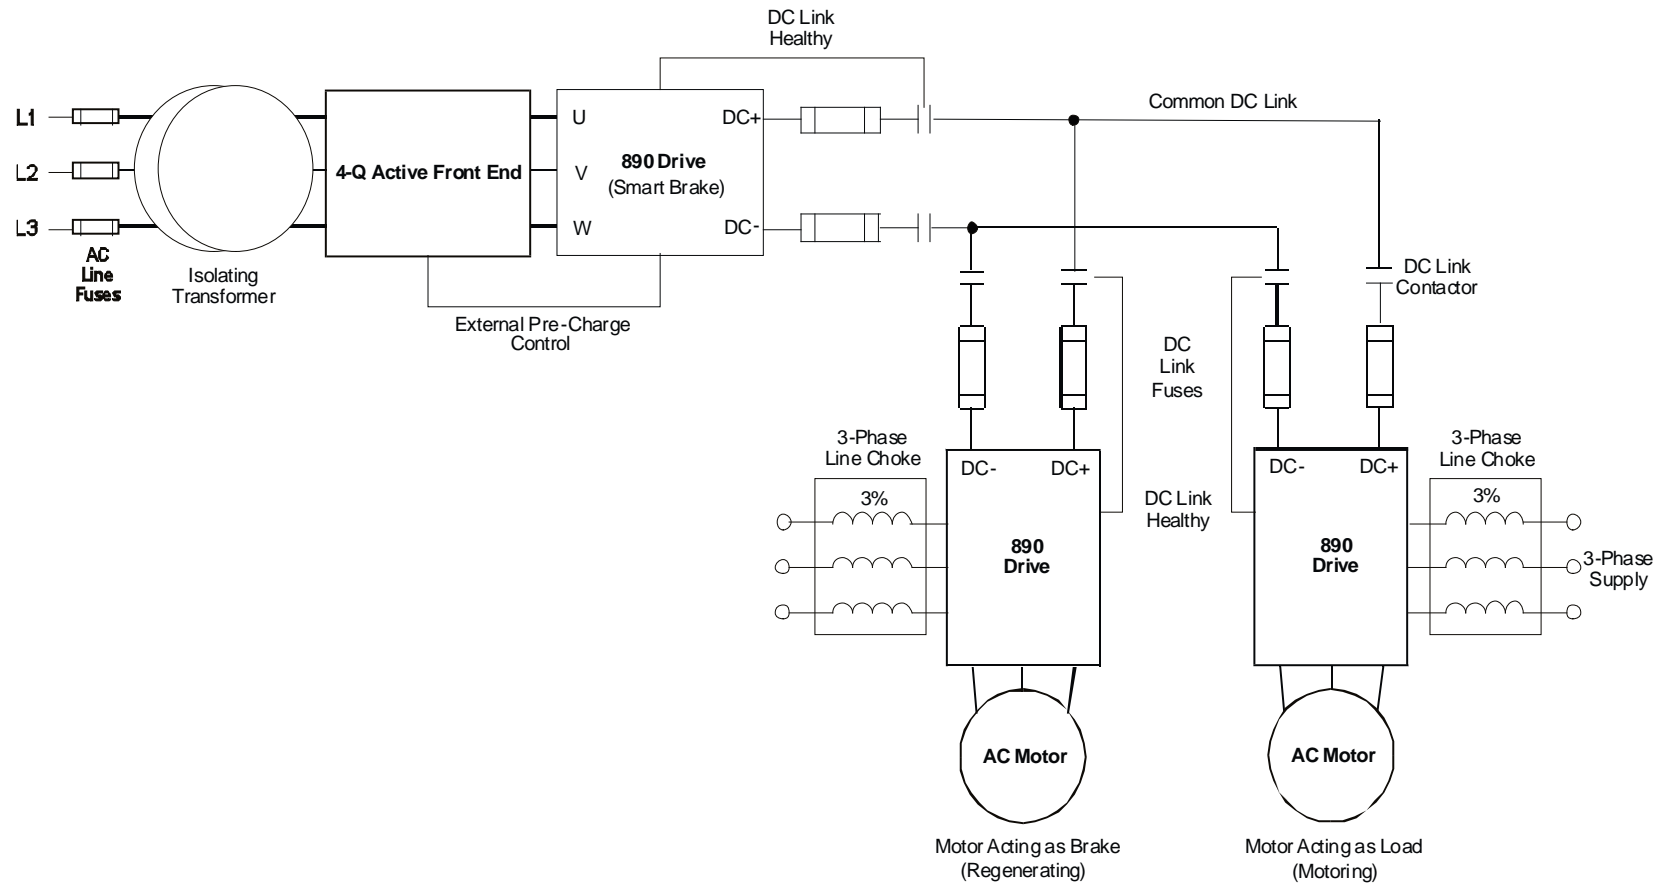 DC Link
Healthy
Common DC Link
L1
L2
L3
AC
Line
Fuses
Isolating
Transformer
4-Q Active Front End
U
V
W
890 Drive
(Smart Brake)
DC+
DC-
External Pre-Charge
Control
DC Link
Contactor
DC
Link
Fuses
3-Phase
Line Choke
3%
DC-
DC+
890
Drive
DC Link
Healthy
DC-
DC+
890
Drive
3-Phase
Line Choke
3%
3-Phase
Supply
AC Motor
AC Motor
Motor Acting as Brake
(Regenerating)
Motor Acting as Load
(Motoring)